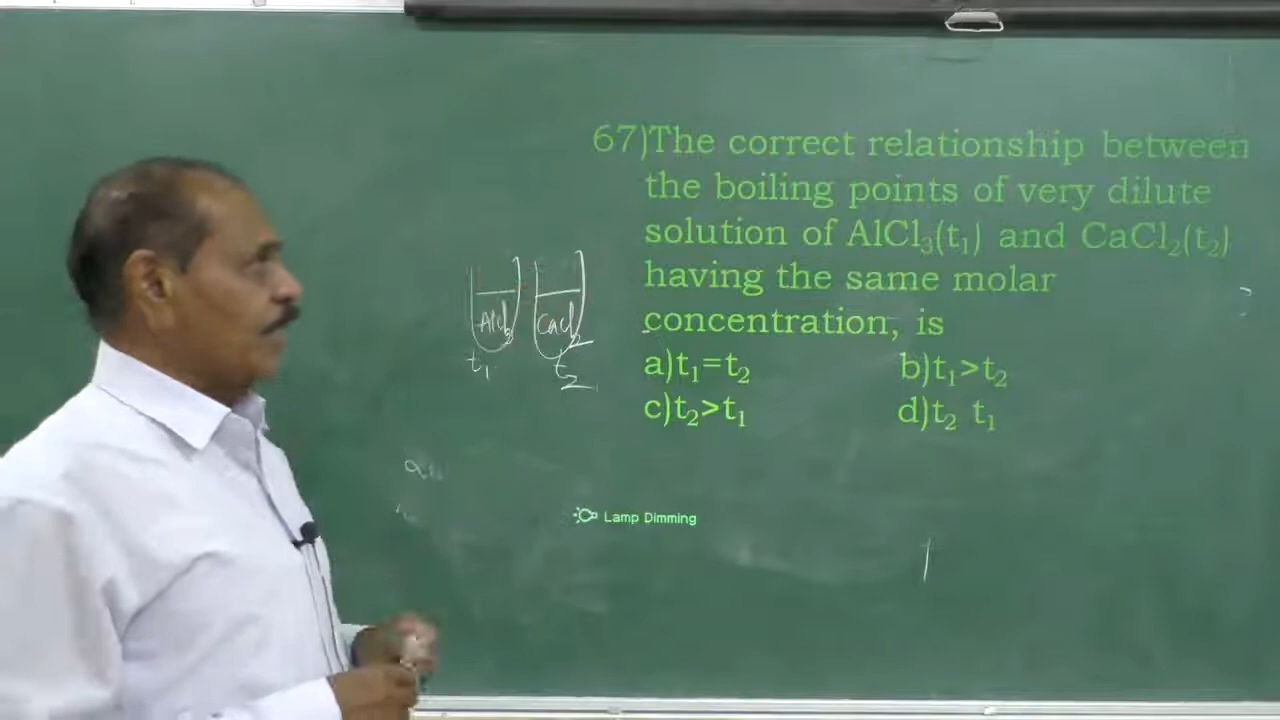 67)The correct relationship between
the boiling points of very dilute
solution of AlCl₃(t₁) and CaCl₂(t₂)
having the same molar
concentration, is
a)t₁=t₂ b)t₁>t₂
c)t₂>t₁ d)t₂ t₁
AlCl₃ CaCl₂
t₁ t₂
Lamp Dimming